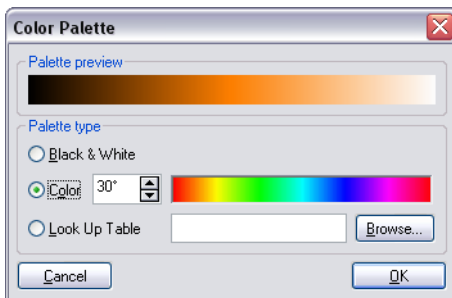 Color Palette
Palette preview
Palette type
Black & White
Color 30°
Look Up Table Browse...
Cancel OK